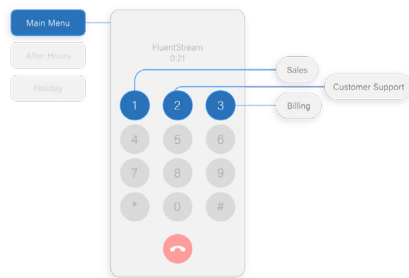 Main Menu
After Hours
Holiday
FluentStream
0:21
Sales
Customer Support
Billing
1 2 3
4 5 6
7 8 9
* 0 #